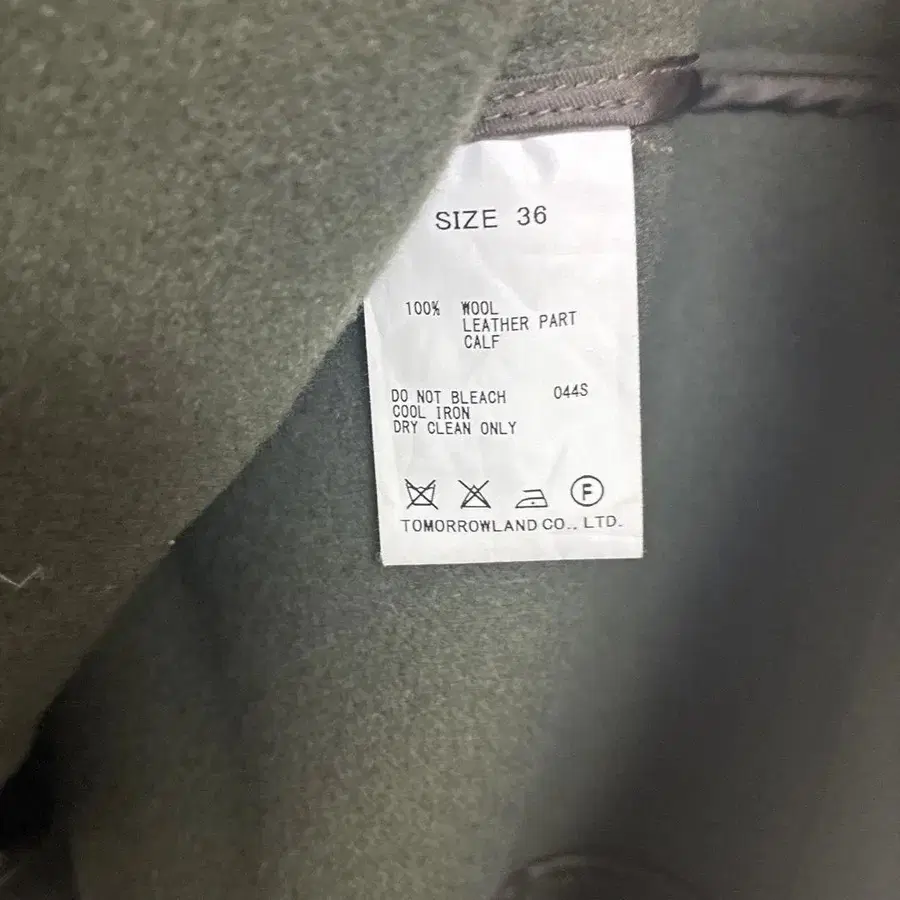 SIZE 36
100% WOOL
LEATHER PART
CALF
DO NOT BLEACH 044S
COOL IRON
DRY CLEAN ONLY
F
TOMORROWLAND CO., LTD.